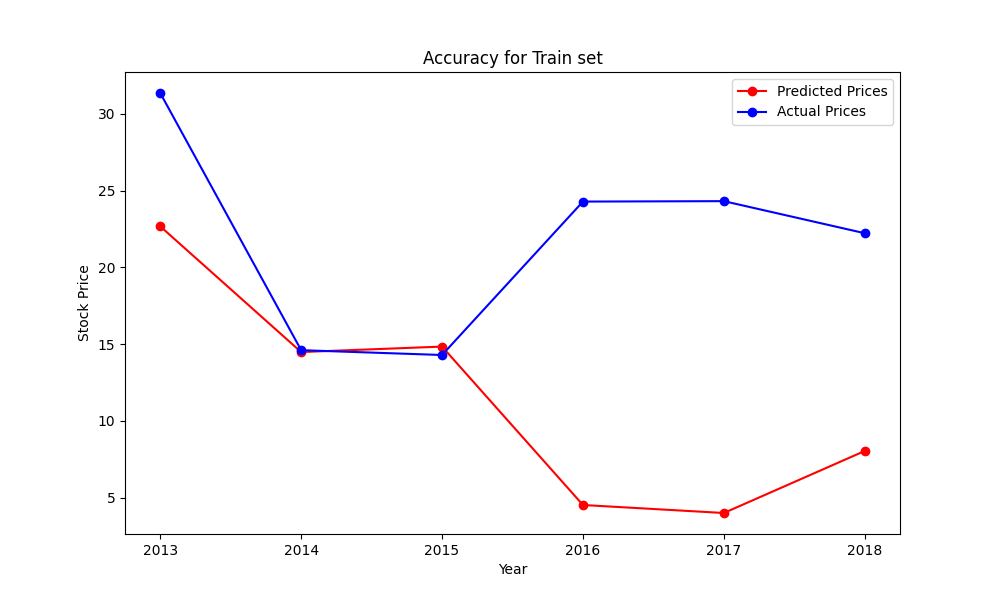 Accuracy for Train set
Predicted Prices
Actual Prices
Stock Price
30
25
20
15
10
5
2013 2014 2015 2016 2017 2018
Year